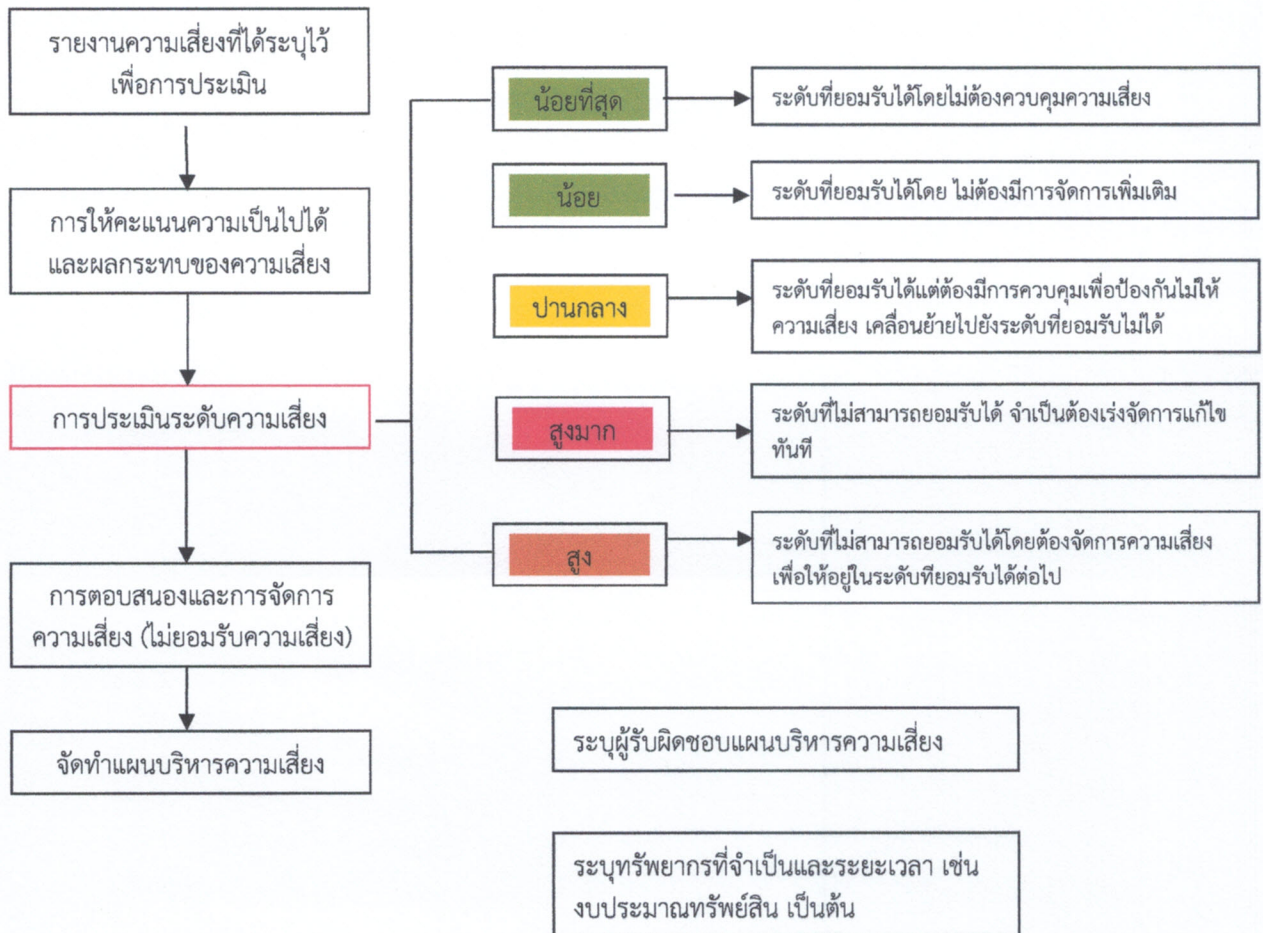 รายงานความเสี่ยงที่ได้ระบุไว้
เพื่อการประเมิน
การให้คะแนนความเป็นไปได้
และผลกระทบของความเสี่ยง
การประเมินระดับความเสี่ยง
การตอบสนองและการจัดการ
ความเสี่ยง (ไม่ยอมรับความเสี่ยง)
จัดทำแผนบริหารความเสี่ยง
น้อยที่สุด
ระดับที่ยอมรับได้โดยไม่ต้องควบคุมความเสี่ยง
น้อย
ระดับที่ยอมรับได้โดย ไม่ต้องมีการจัดการเพิ่มเติม
ปานกลาง
ระดับที่ยอมรับได้แต่ต้องมีการควบคุมเพื่อป้องกันไม่ให้
ความเสี่ยง เคลื่อนย้ายไปยังระดับที่ยอมรับไม่ได้
สูงมาก
ระดับที่ไม่สามารถยอมรับได้ จำเป็นต้องเร่งจัดการแก้ไข
ทันที
สูง
ระดับที่ไม่สามารถยอมรับได้โดยต้องจัดการความเสี่ยง
เพื่อให้อยู่ในระดับทียอมรับได้ต่อไป
ระบุผู้รับผิดชอบแผนบริหารความเสี่ยง
ระบุทรัพยากรที่จำเป็นและระยะเวลา เช่น
งบประมาณทรัพย์สิน เป็นต้น